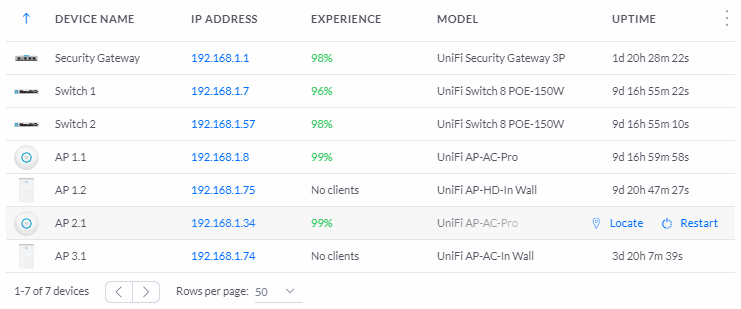 ↑ DEVICE NAME IP ADDRESS EXPERIENCE MODEL UPTIME
Security Gateway 192.168.1.1 98% UniFi Security Gateway 3P 1d 20h 28m 22s
Switch 1 192.168.1.7 96% UniFi Switch 8 POE-150W 9d 16h 55m 22s
Switch 2 192.168.1.57 98% UniFi Switch 8 POE-150W 9d 16h 55m 10s
AP 1.1 192.168.1.8 99% UniFi AP-AC-Pro 9d 16h 59m 58s
AP 1.2 192.168.1.75 No clients UniFi AP-HD-In Wall 9d 20h 47m 27s
AP 2.1 192.168.1.34 99% UniFi AP-AC-Pro Locate Restart
AP 3.1 192.168.1.74 No clients UniFi AP-AC-In Wall 3d 20h 7m 39s
1-7 of 7 devices Rows per page: 50